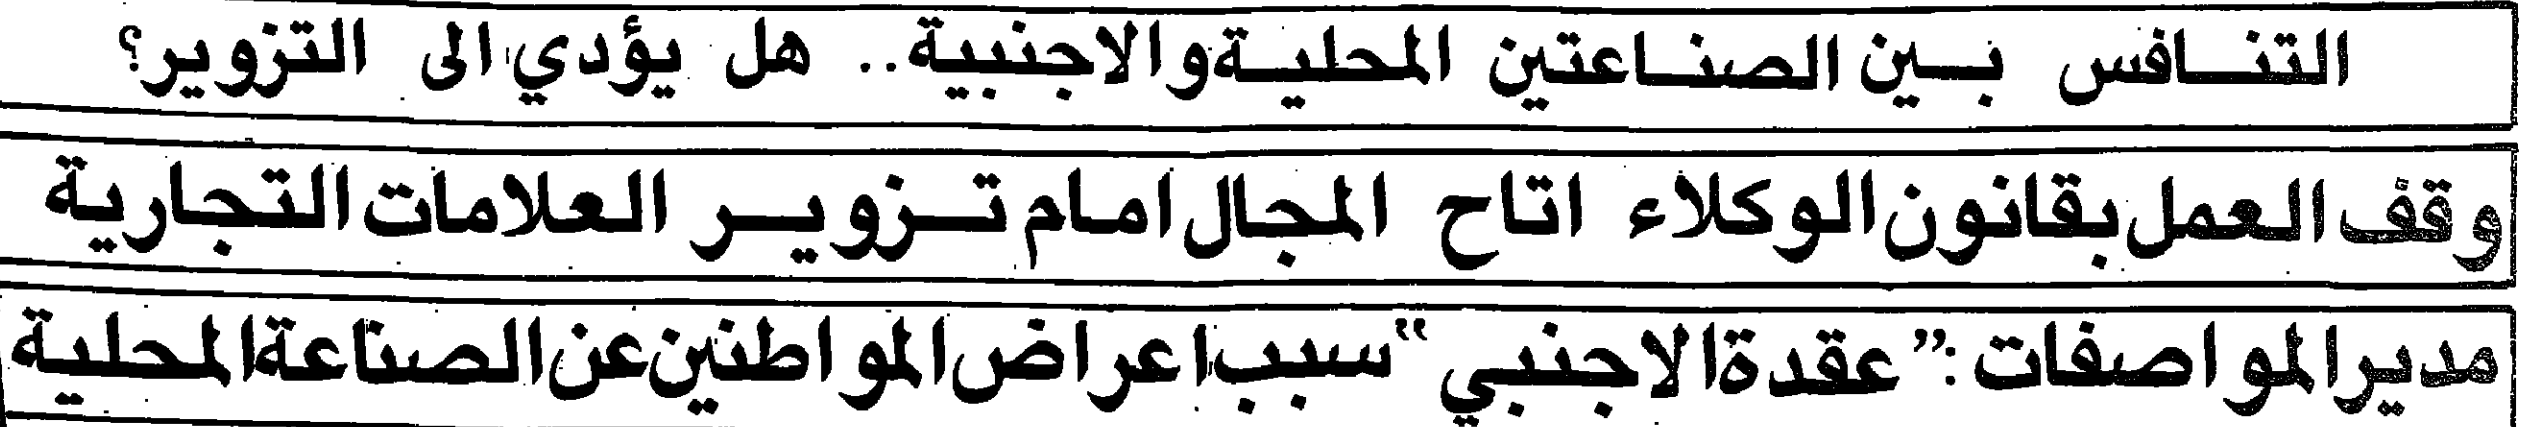 التنافس بين الصناعتين المحلية والاجنبية.. هل يؤدي الى التزوير؟
وقف العمل بقانون الوكلاء اتاح المجال امام تزوير العلامات التجارية
مدير المواصفات: "عقدة الاجنبي" سبب اعراض المواطنين عن الصناعة المحلية